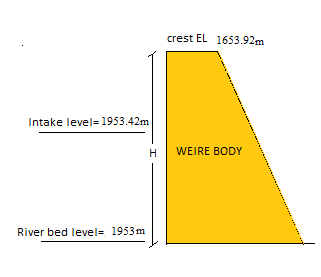 crest EL 1653.92m
Intake level= 1953.42m
H
WEIRE BODY
River bed level= 1953m